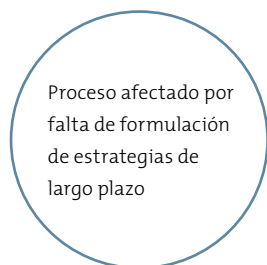 Proceso afectado por
falta de formulación
de estrategias de
largo plazo